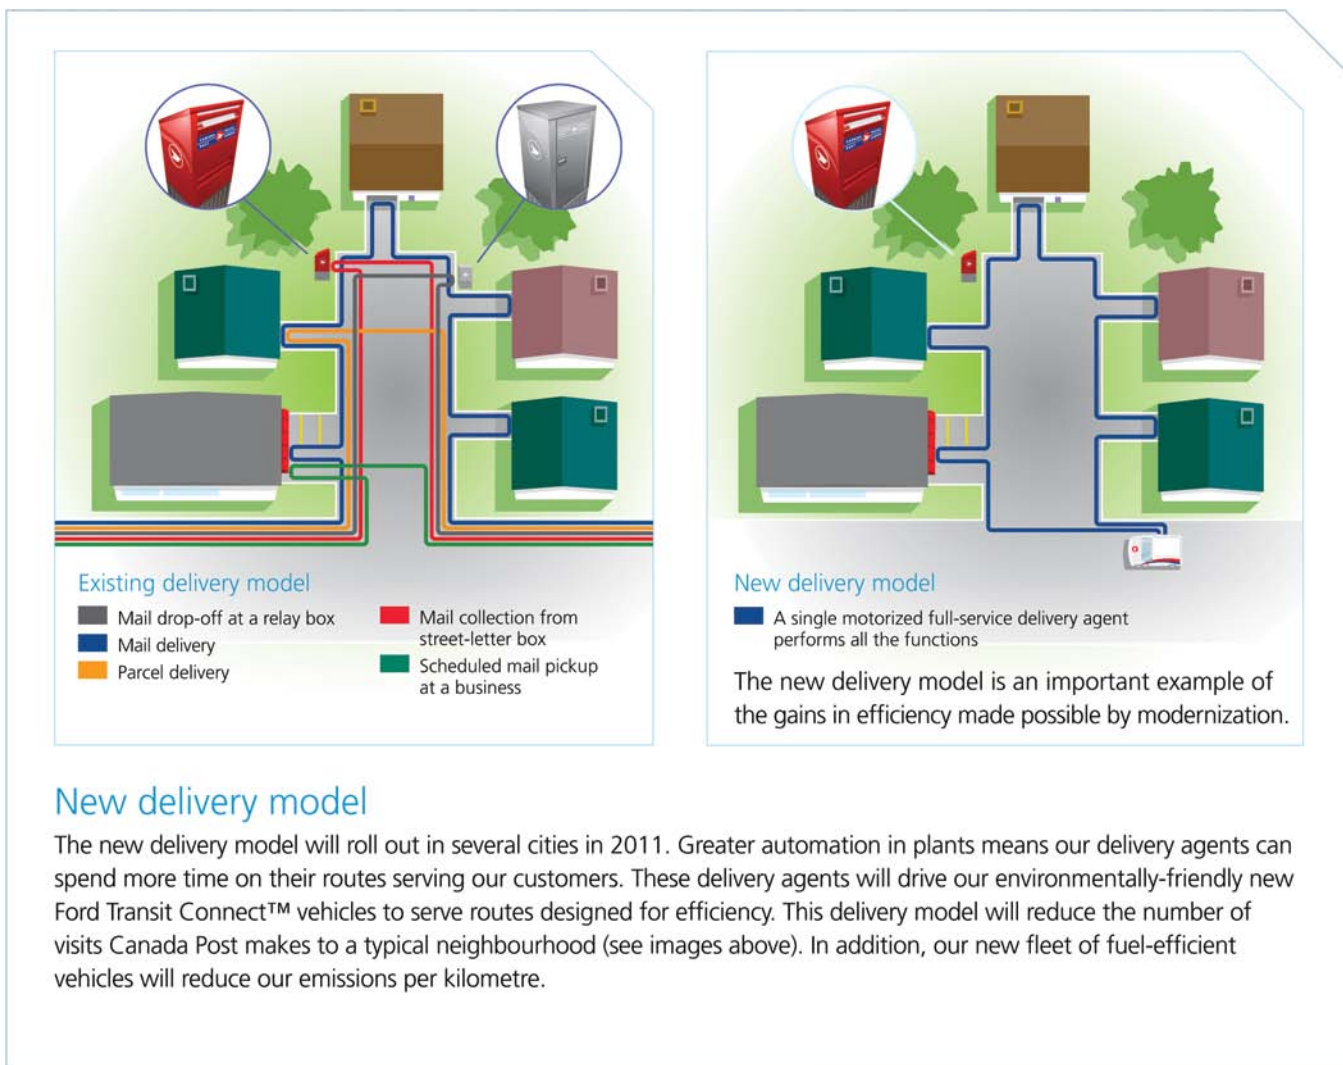 Existing delivery model
Mail drop-off at a relay box
Mail delivery
Parcel delivery
Mail collection from
street-letter box
Scheduled mail pickup
at a business
New delivery model
A single motorized full-service delivery agent
performs all the functions
The new delivery model is an important example of
the gains in efficiency made possible by modernization.
New delivery model
The new delivery model will roll out in several cities in 2011. Greater automation in plants means our delivery agents can
spend more time on their routes serving our customers. These delivery agents will drive our environmentally-friendly new
Ford Transit Connect™ vehicles to serve routes designed for efficiency. This delivery model will reduce the number of
visits Canada Post makes to a typical neighbourhood (see images above). In addition, our new fleet of fuel-efficient
vehicles will reduce our emissions per kilometre.